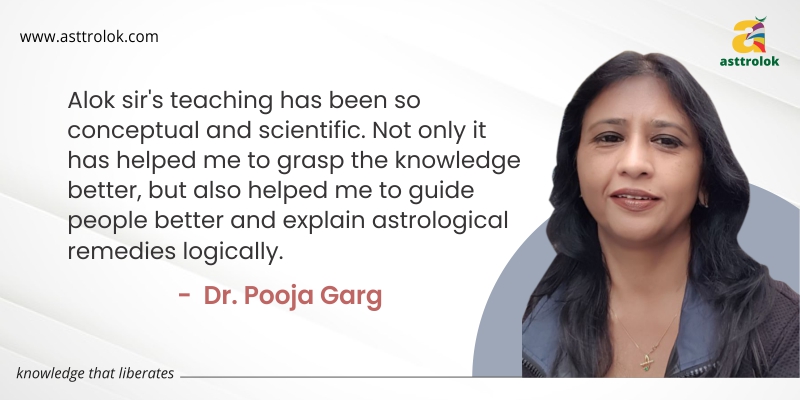 www.asttrolok.com
asttrolok
Alok sir's teaching has been so
conceptual and scientific. Not only it
has helped me to grasp the knowledge
better, but also helped me to guide
people better and explain astrological
remedies logically.
- Dr. Pooja Garg
knowledge that liberates